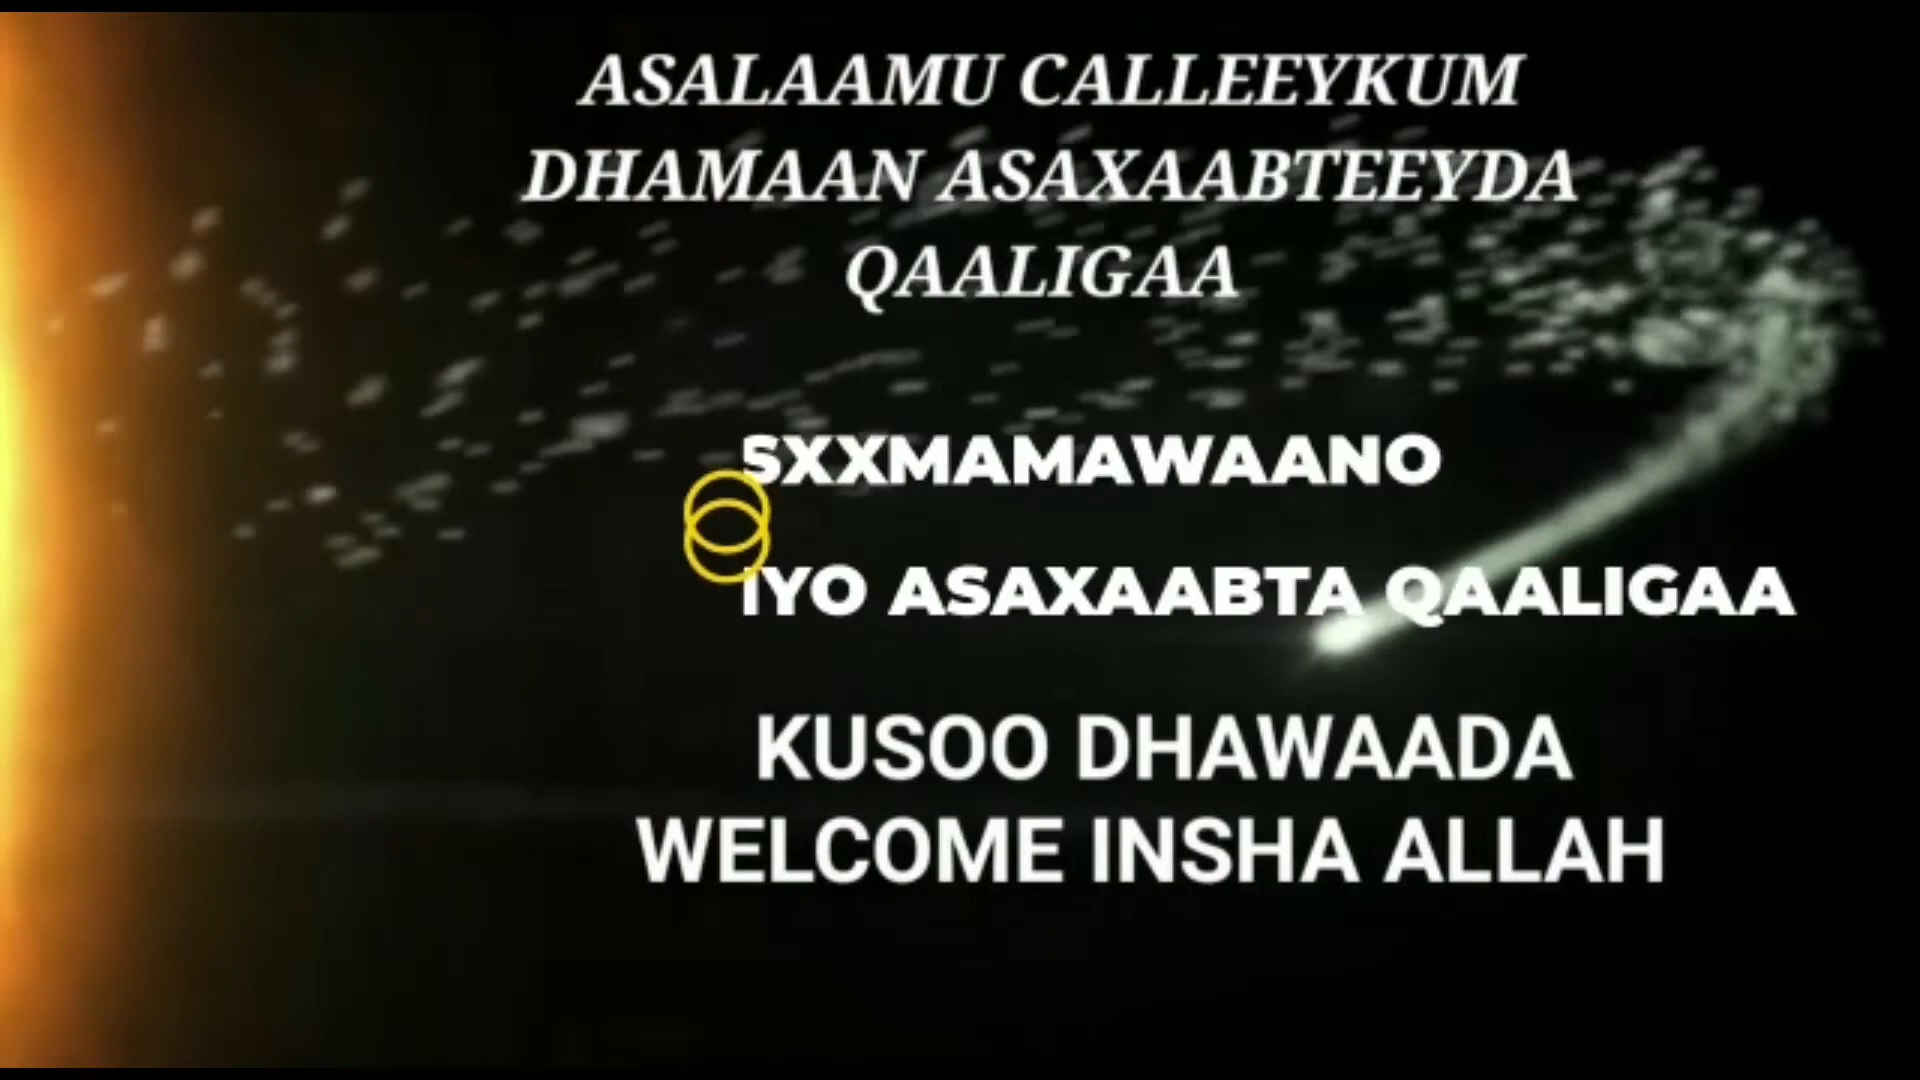 ASALAAMU CALLEEYKUM
DHAMAAN ASAXAABTEEYDA
QAALIGAA
SXXMAMAWAANO
IYO ASAXAABTA QAALIGAA
KUSOO DHAWAADA
WELCOME INSHA ALLAH